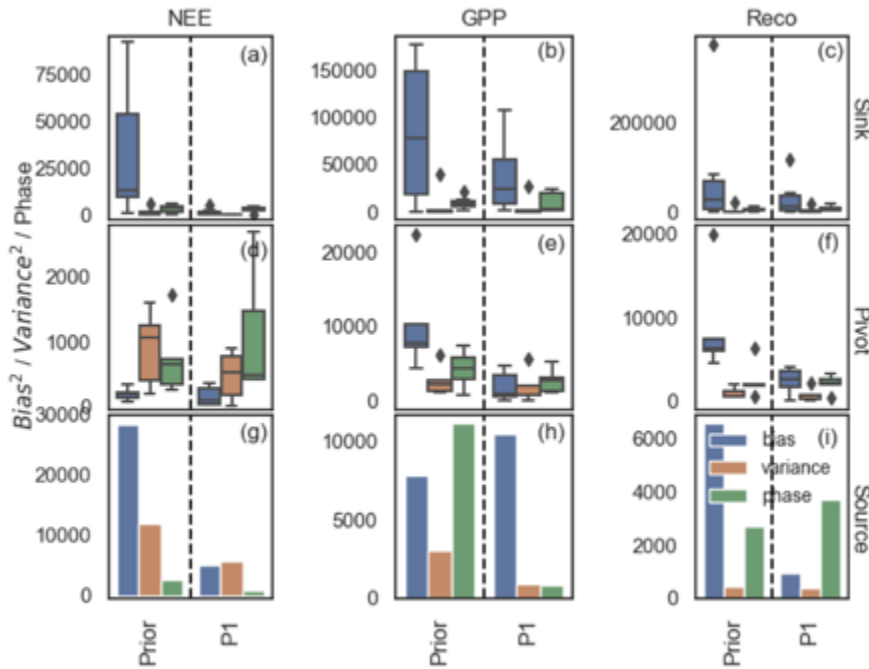 NEE GPP Reco
Bias² / Variance² / Phase
(a) (b) (c)
75000 150000 200000
50000 100000
25000 50000
0 0 0
Sink
(d) (e) (f)
2000 20000 20000
1000 10000 10000
0 0 0
Pivot
(g) (h) (i)
30000 10000 6000
20000 5000 4000
10000 0 2000
0 0
bias
variance
phase
Source
Prior P1 Prior P1 Prior P1